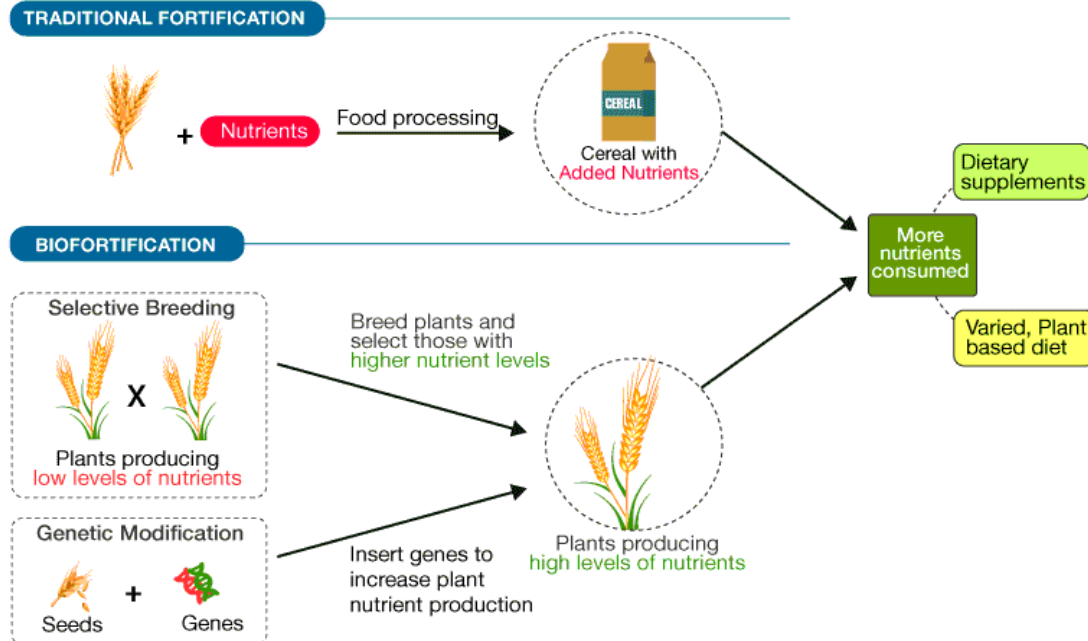 TRADITIONAL FORTIFICATION
+
Nutrients
Food processing
CEREAL
Cereal with
Added Nutrients
Dietary
supplements
More
nutrients
consumed
Varied, Plant
based diet
BIOFORTIFICATION
Selective Breeding
X
Plants producing
low levels of nutrients
Breed plants and
select those with
higher nutrient levels
Plants producing
high levels of nutrients
Genetic Modification
+
Seeds
Genes
Insert genes to
increase plant
nutrient production